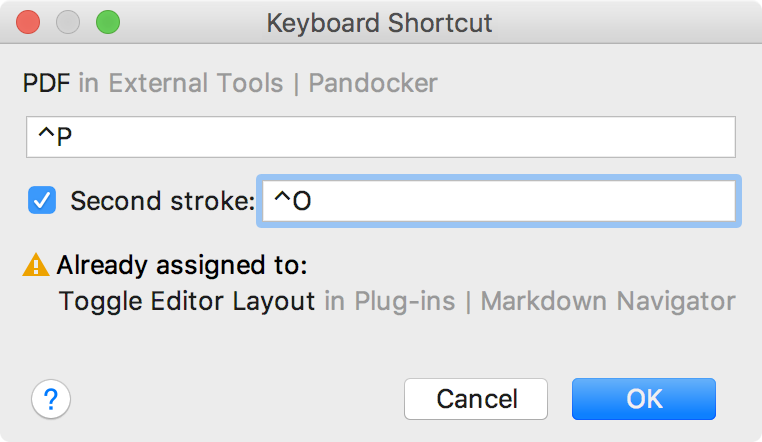 Keyboard Shortcut
PDF in External Tools | Pandocker
^P
Second stroke: ^O
Already assigned to:
Toggle Editor Layout in Plug-ins | Markdown Navigator
? Cancel OK